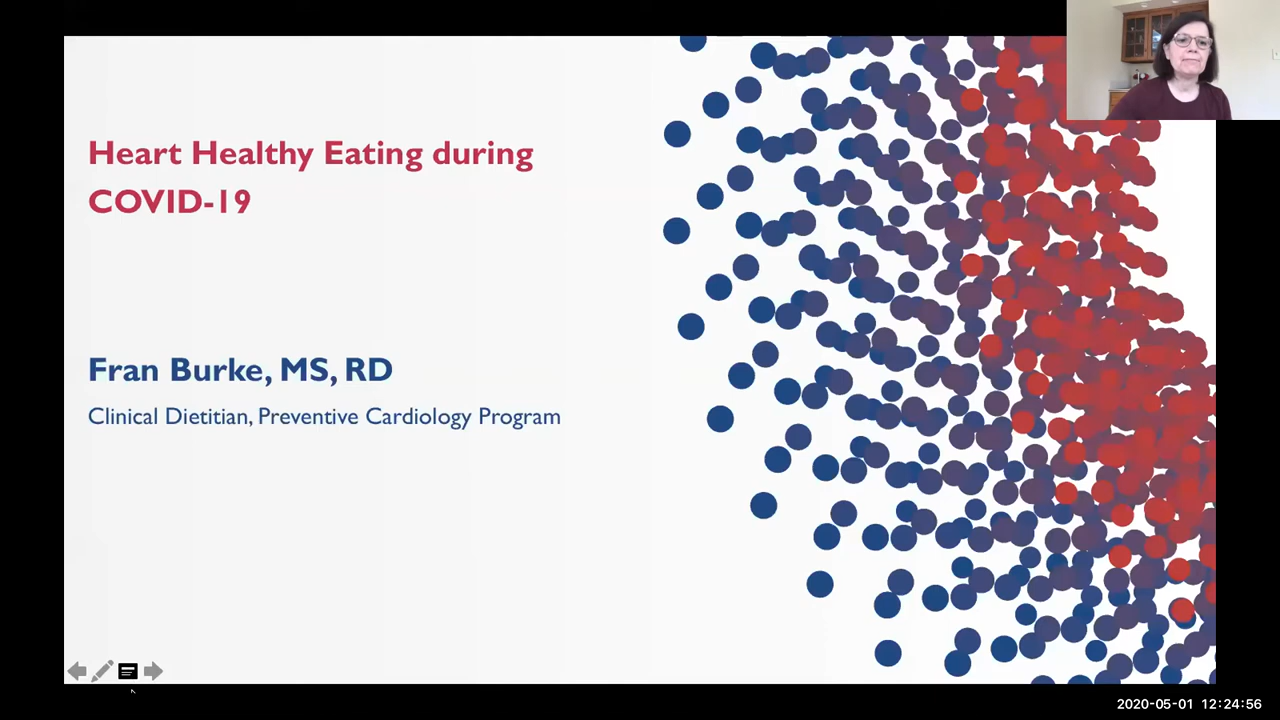 Heart Healthy Eating during
COVID-19
Fran Burke, MS, RD
Clinical Dietitian, Preventive Cardiology Program
2020-05-01 12:24:56